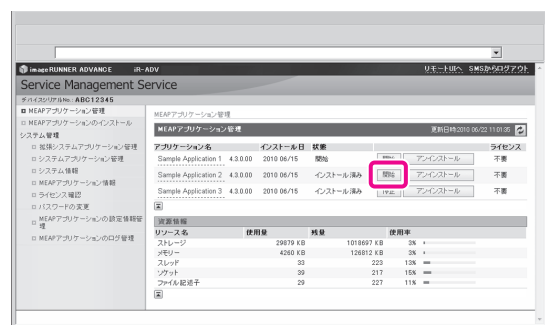 imageRUNNER ADVANCE iR-ADV リモートUIへ SMSからログアウト
Service Management Service
デバイスシリアルNo.: ABC12345
MEAPアプリケーション管理
MEAPアプリケーションのインストール
システム管理
拡張システムアプリケーション管理
システムアプリケーション管理
システム情報
MEAPアプリケーション情報
ライセンス確認
パスワードの変更
MEAPアプリケーションの設定情報管理
MEAPアプリケーションのログ管理
MEAPアプリケーション管理
MEAPアプリケーション管理 更新日時:2010 06/22 11:01:35
アプリケーション名 インストール日 状態 ライセンス
Sample Application 1 4.3.0.00 2010 06/15 開始 アンインストール 不要
Sample Application 2 4.3.0.00 2010 06/15 インストール済み 開始 アンインストール 不要
Sample Application 3 4.3.0.00 2010 06/15 インストール済み アンインストール 不要
資源情報
リソース名 使用量 残量 使用率
ストレージ 29879 KB 1018697 KB 3%
メモリー 4260 KB 126812 KB 3%
スレッド 33 223 13%
ソケット 39 217 15%
ファイル記述子 29 227 11%